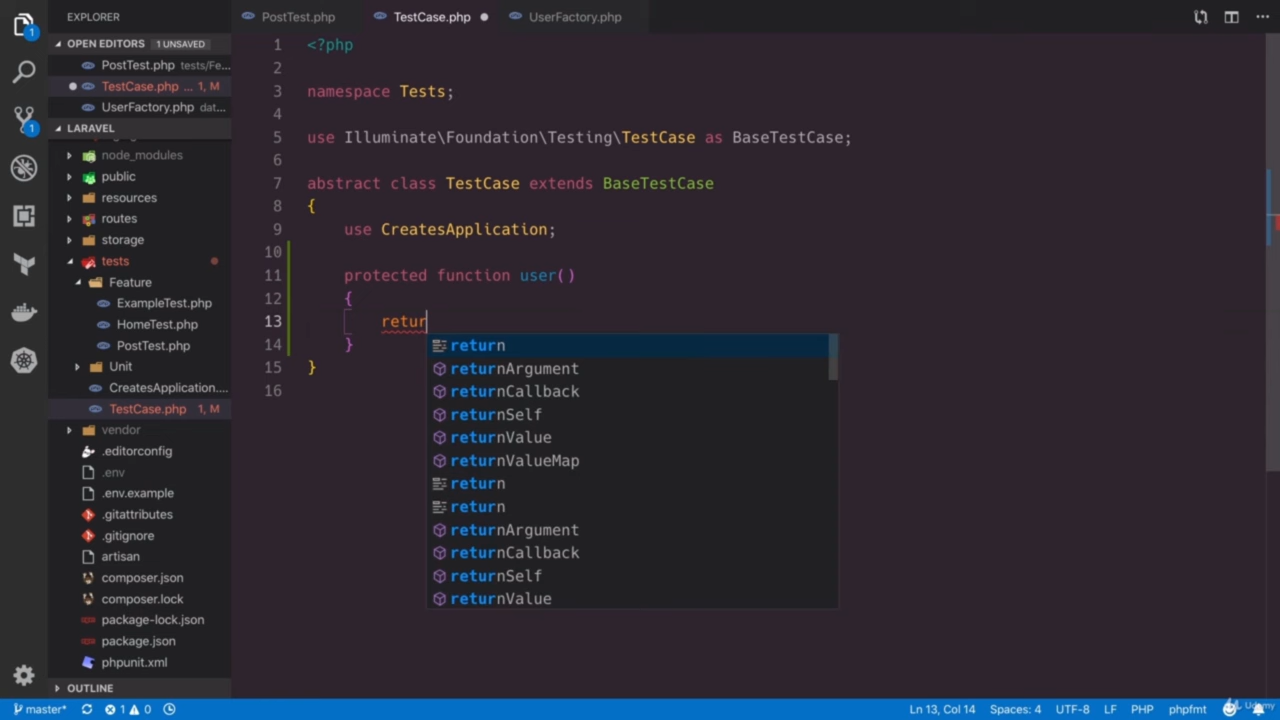 EXPLORER
OPEN EDITORS 1 UNSAVED
PostTest.php tests/Fe...
TestCase.php ... 1, M
UserFactory.php dat...
LARAVEL
node_modules
public
resources
routes
storage
tests
Feature
ExampleTest.php
HomeTest.php
PostTest.php
Unit
CreatesApplication....
TestCase.php 1, M
vendor
.editorconfig
.env
.env.example
.gitattributes
.gitignore
artisan
composer.json
composer.lock
package-lock.json
package.json
phpunit.xml
OUTLINE
PostTest.php TestCase.php UserFactory.php
1 <?php
2
3 namespace Tests;
4
5 use Illuminate\Foundation\Testing\TestCase as BaseTestCase;
6
7 abstract class TestCase extends BaseTestCase
8 {
9 use CreatesApplication;
10
11 protected function user()
12 {
13 retur
14 }
15 }
16
return
returnArgument
returnCallback
returnSelf
returnValue
returnValueMap
return
return
returnArgument
returnCallback
returnSelf
returnValue
1
1
master* 1 0 Ln 13, Col 14 Spaces: 4 UTF-8 LF PHP phpfmt
Udemy